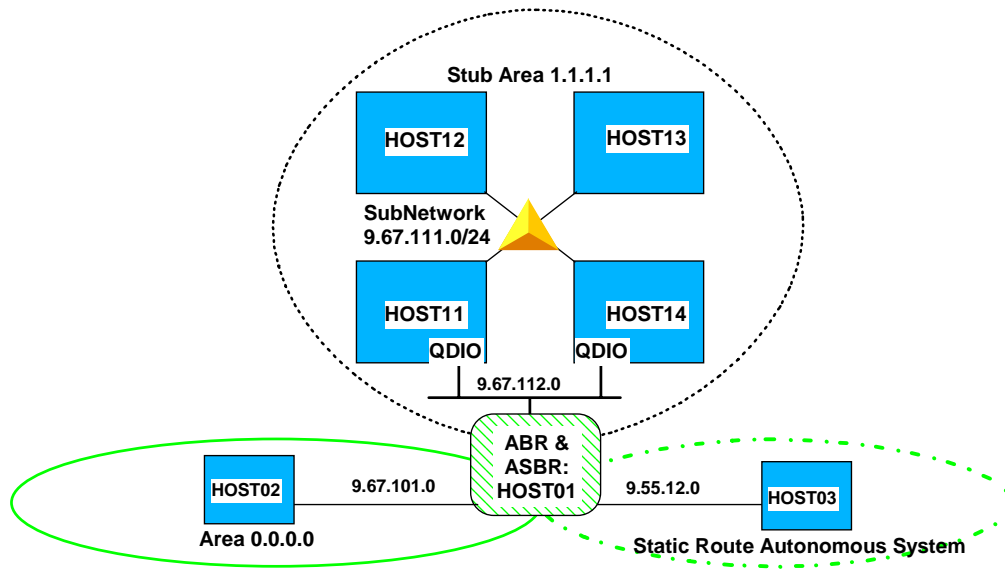 Stub Area 1.1.1.1
HOST12
HOST13
SubNetwork
9.67.111.0/24
HOST11
HOST14
QDIO
QDIO
9.67.112.0
ABR &
ASBR:
HOST01
HOST02
9.67.101.0
9.55.12.0
HOST03
Area 0.0.0.0
Static Route Autonomous System